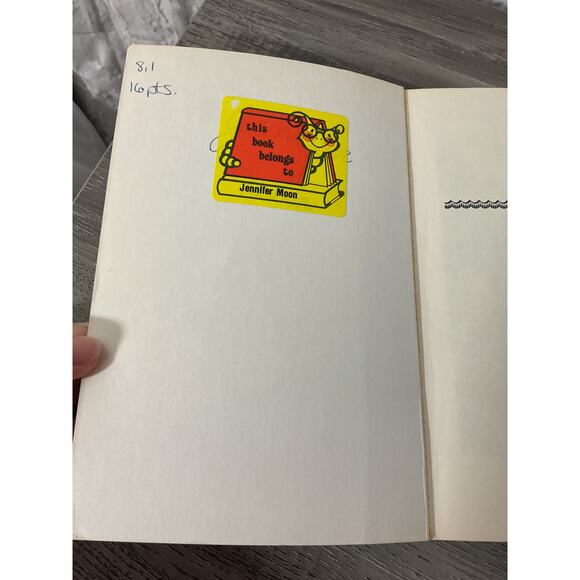 8.1
16 pts.
this
book
belongs
to
Jennifer Moon